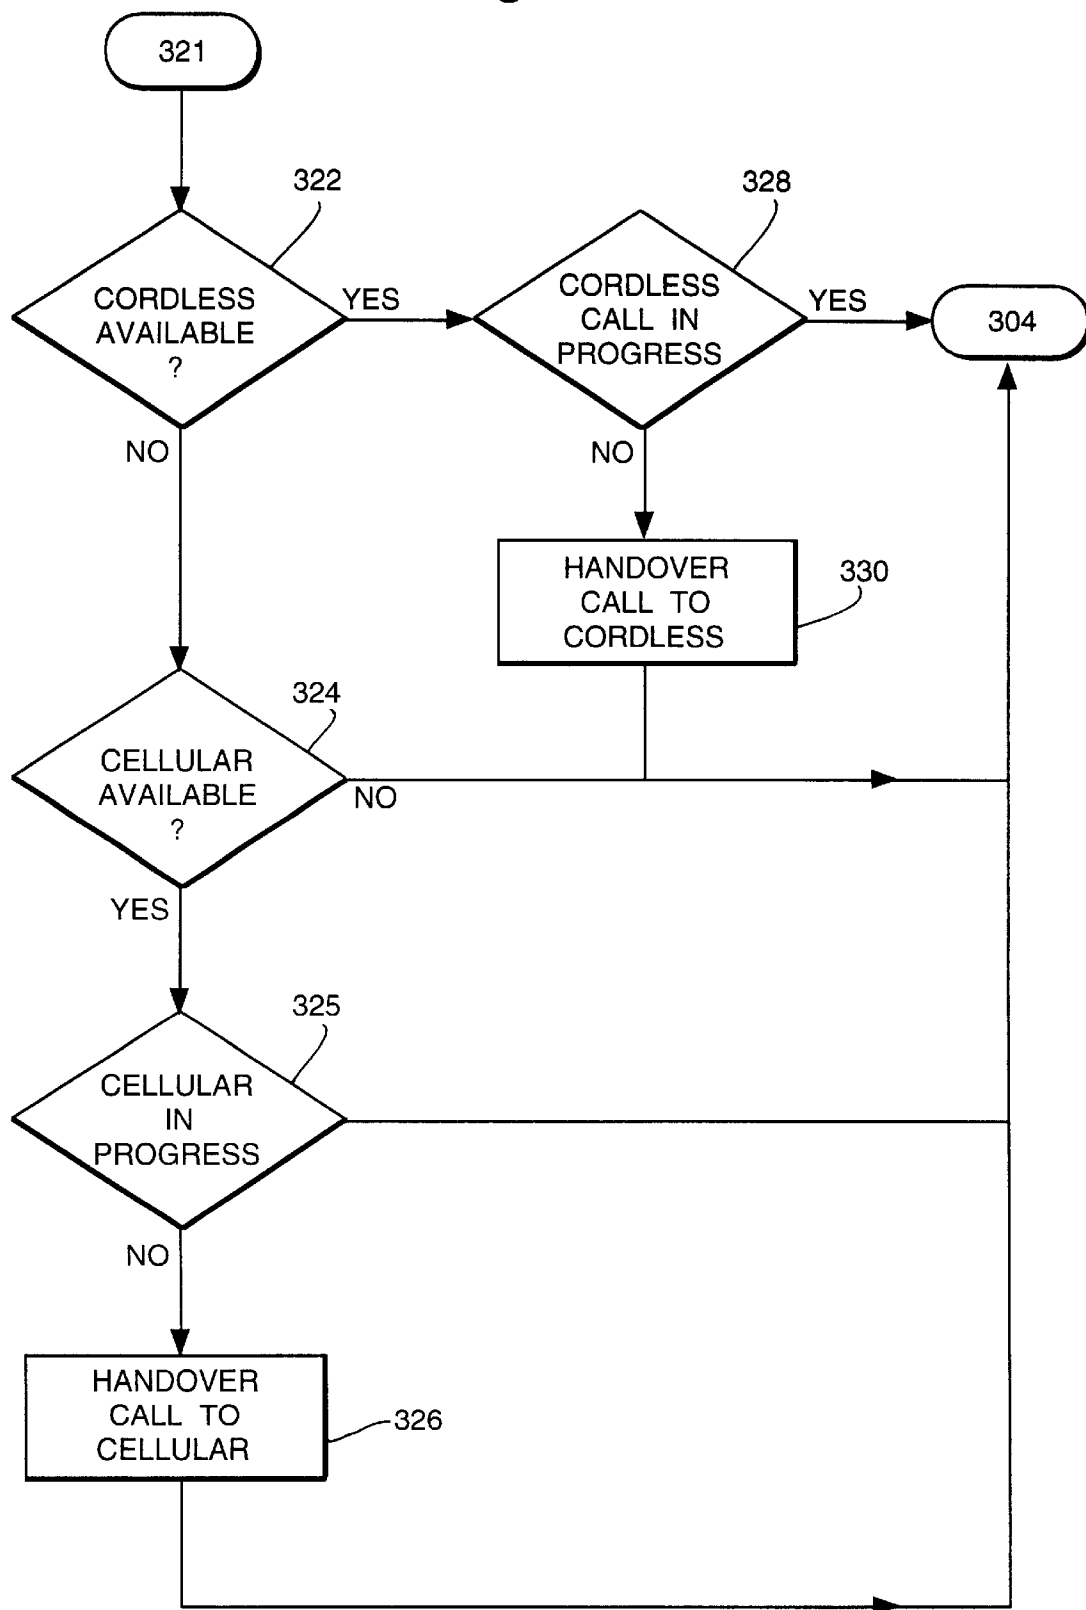 321
322
328
CORDLESS
AVAILABLE
?
YES
CORDLESS
CALL IN
PROGRESS
YES
304
NO
NO
HANDOVER
CALL TO
CORDLESS
330
324
CELLULAR
AVAILABLE
?
NO
YES
325
CELLULAR
IN
PROGRESS
NO
HANDOVER
CALL TO
CELLULAR
326